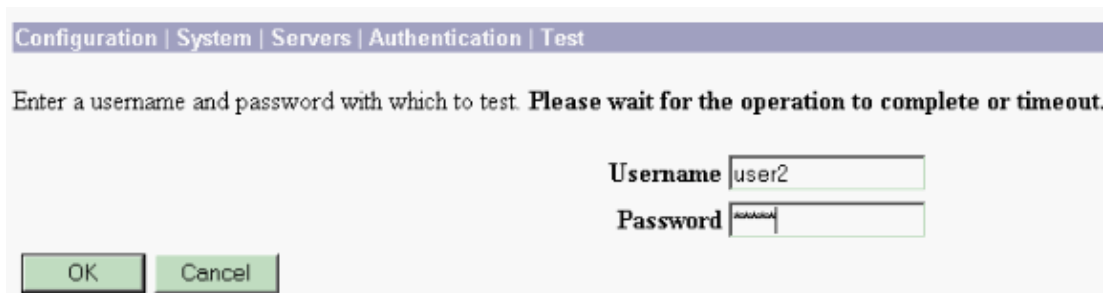 Configuration | System | Servers | Authentication | Test
Enter a username and password with which to test. Please wait for the operation to complete or timeout.
Username user2
Password *****
OK Cancel